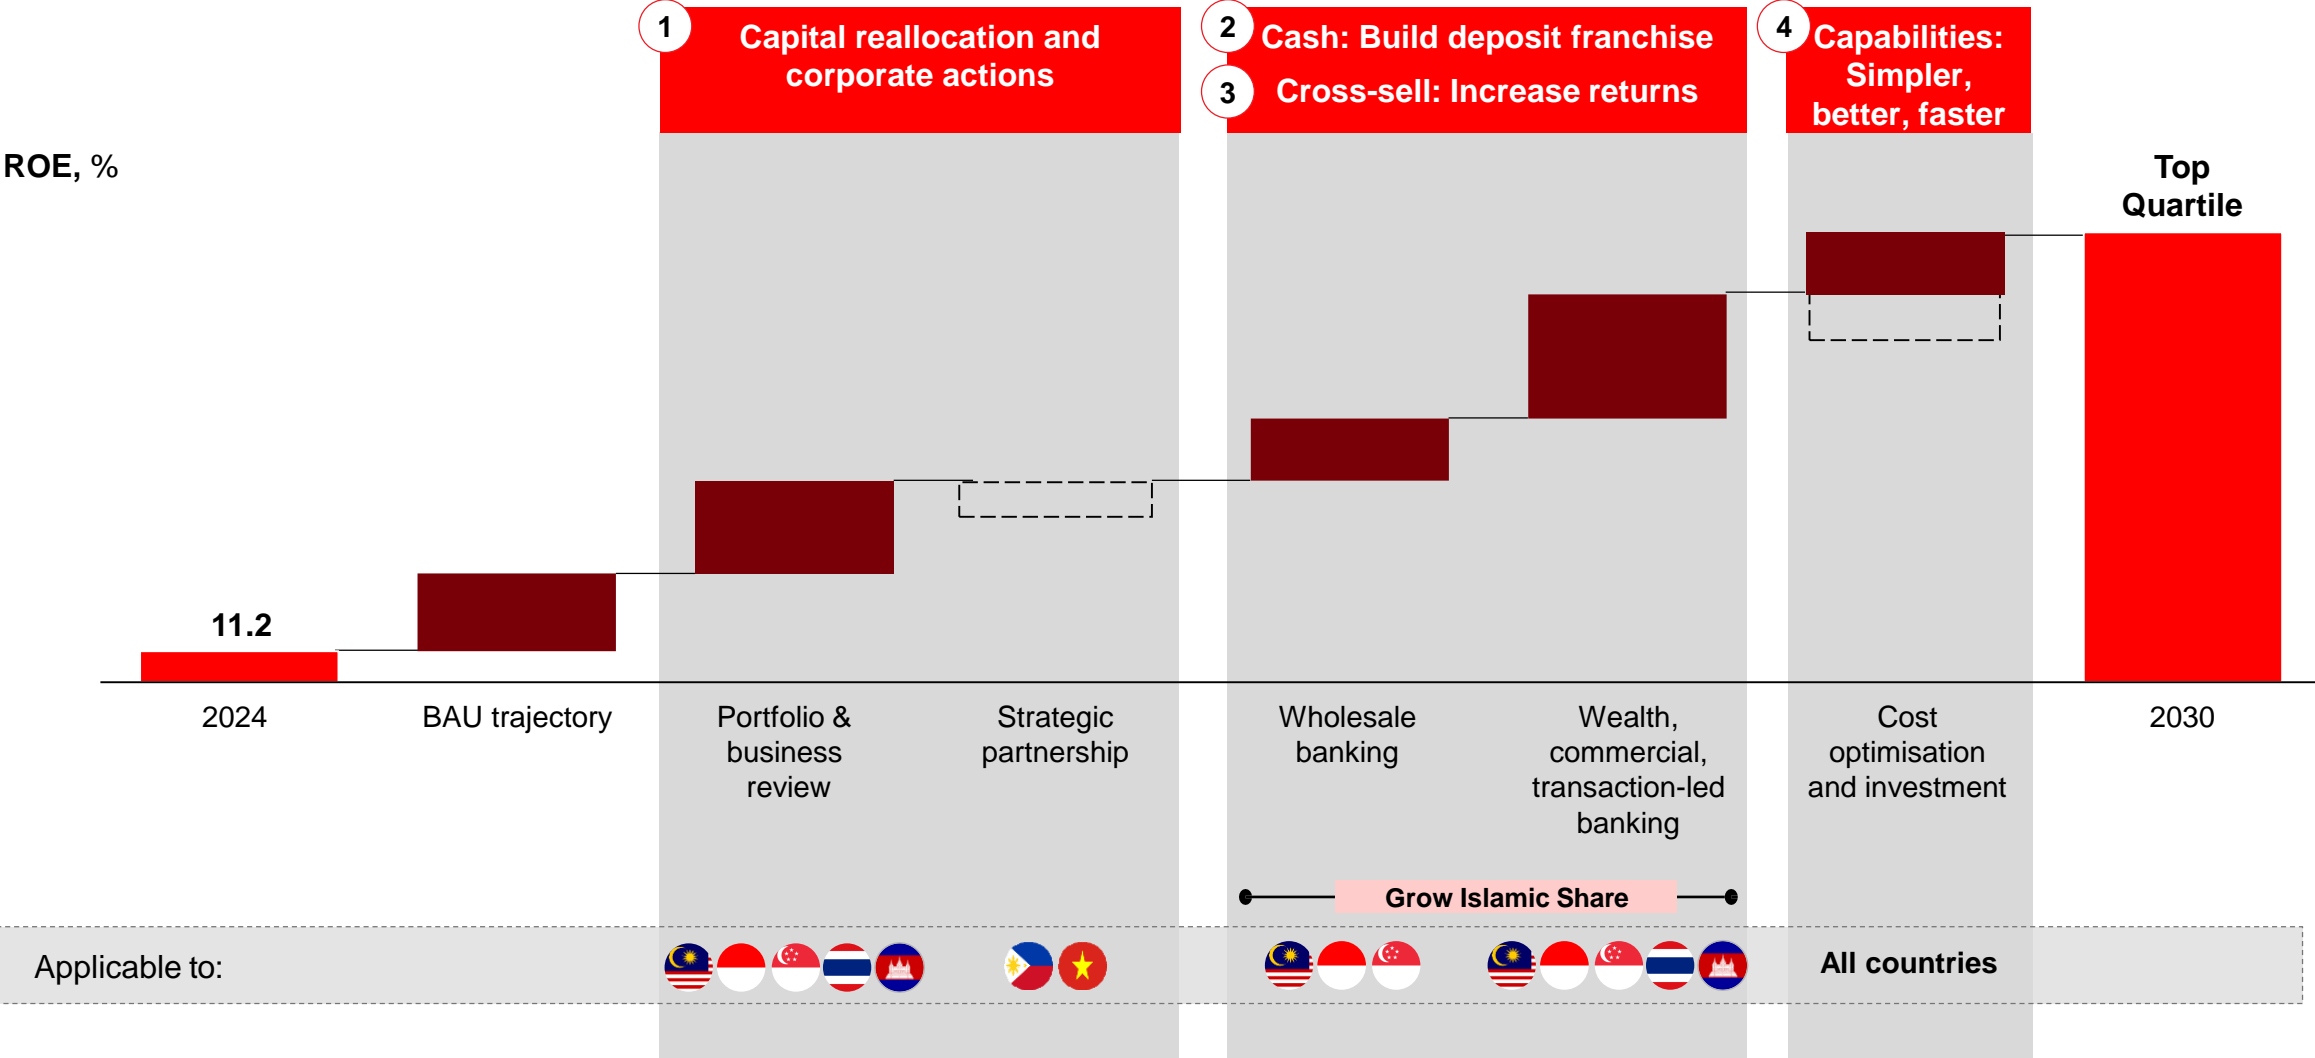 1
Capital reallocation and
corporate actions
2
Cash: Build deposit franchise
3
Cross-sell: Increase returns
4
Capabilities:
Simpler,
better, faster
ROE, %
Top
Quartile
11.2
2024
BAU trajectory
Portfolio &
business
review
Strategic
partnership
Wholesale
banking
Wealth,
commercial,
transaction-led
banking
Cost
optimisation
and investment
2030
Grow Islamic Share
Applicable to:
All countries